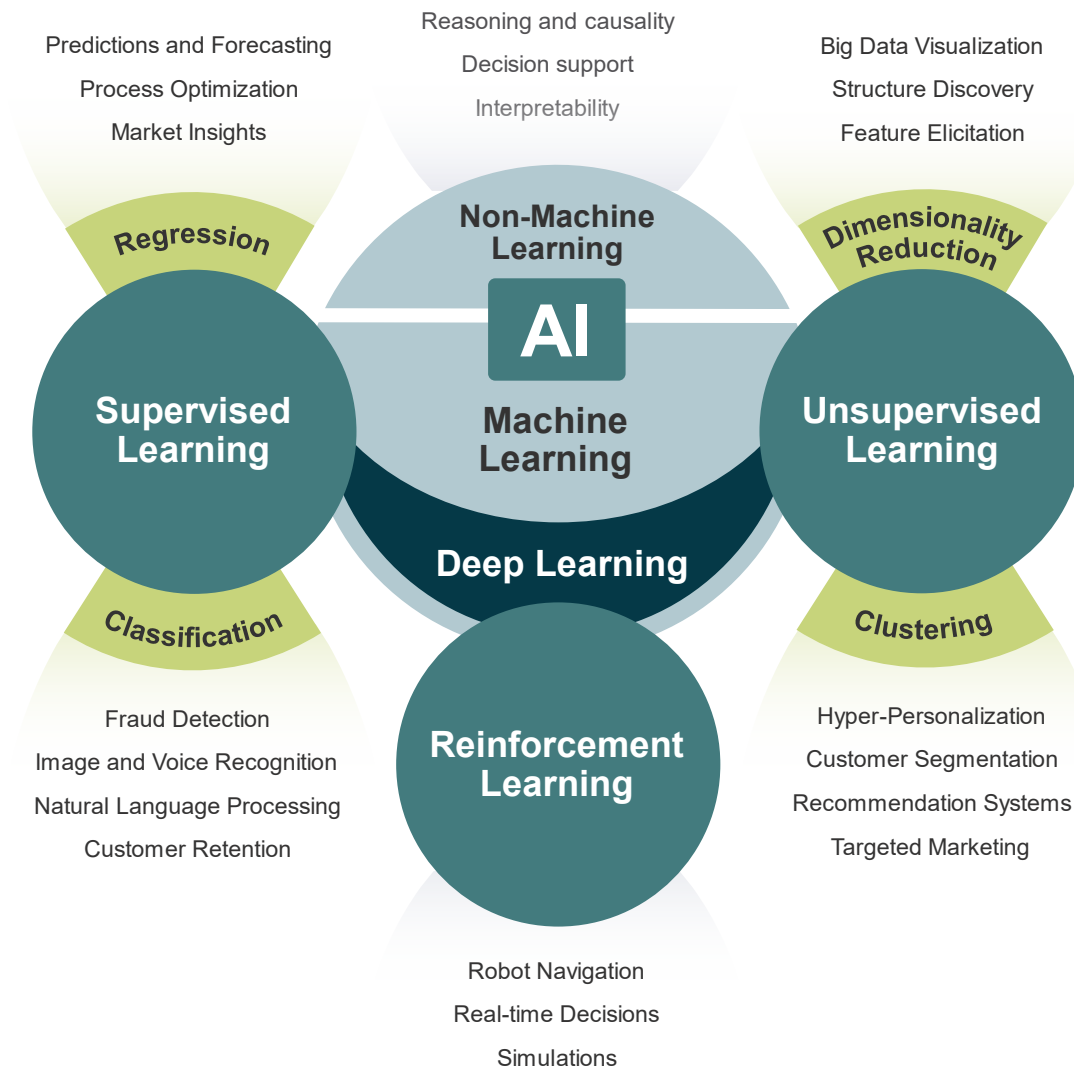 Predictions and Forecasting
Process Optimization
Market Insights
Regression
Supervised
Learning
Classification
Fraud Detection
Image and Voice Recognition
Natural Language Processing
Customer Retention
Reasoning and causality
Decision support
Interpretability
Non-Machine
Learning
AI
Machine
Learning
Deep Learning
Reinforcement
Learning
Robot Navigation
Real-time Decisions
Simulations
Big Data Visualization
Structure Discovery
Feature Elicitation
Dimensionality
Reduction
Unsupervised
Learning
Clustering
Hyper-Personalization
Customer Segmentation
Recommendation Systems
Targeted Marketing